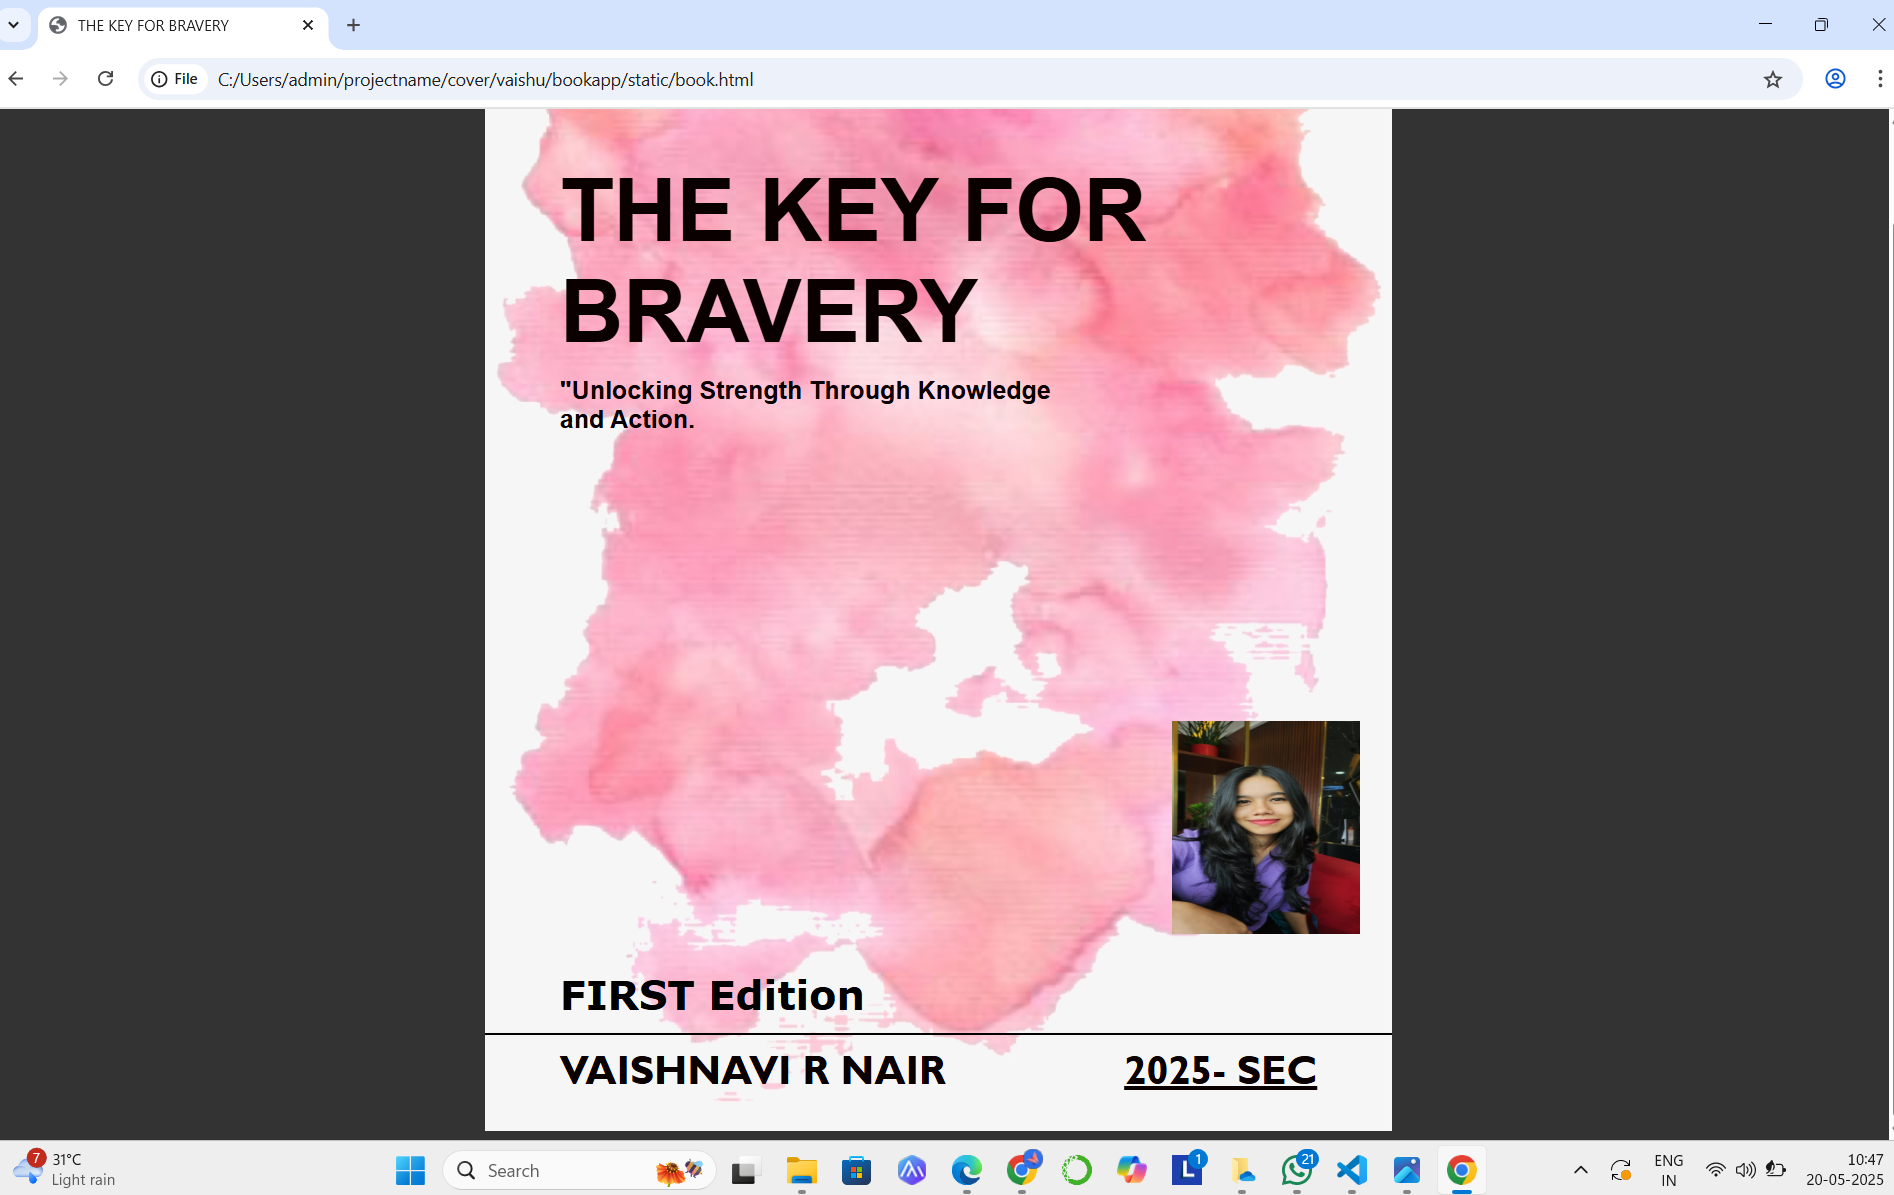 THE KEY FOR BRAVERY
File
C:/Users/admin/projectname/cover/vaishu/bookapp/static/book.html
THE KEY FOR
BRAVERY
"Unlocking Strength Through Knowledge
and Action.
FIRST Edition
VAISHNAVI R NAIR
2025- SEC
7
31°C
Light rain
Search
L
1
21
ENG
IN
10:47
20-05-2025